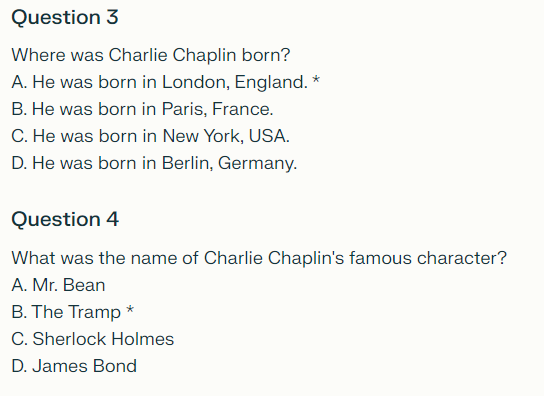 Question 3
Where was Charlie Chaplin born?
A. He was born in London, England. *
B. He was born in Paris, France.
C. He was born in New York, USA.
D. He was born in Berlin, Germany.
Question 4
What was the name of Charlie Chaplin's famous character?
A. Mr. Bean
B. The Tramp *
C. Sherlock Holmes
D. James Bond